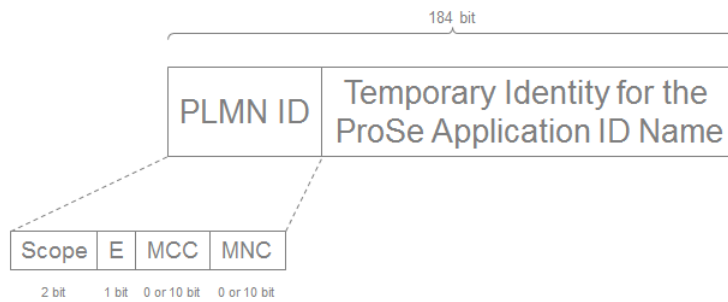 184 bit
PLMN ID
Temporary Identity for the
ProSe Application ID Name
Scope E MCC MNC
2 bit 1 bit 0 or 10 bit 0 or 10 bit